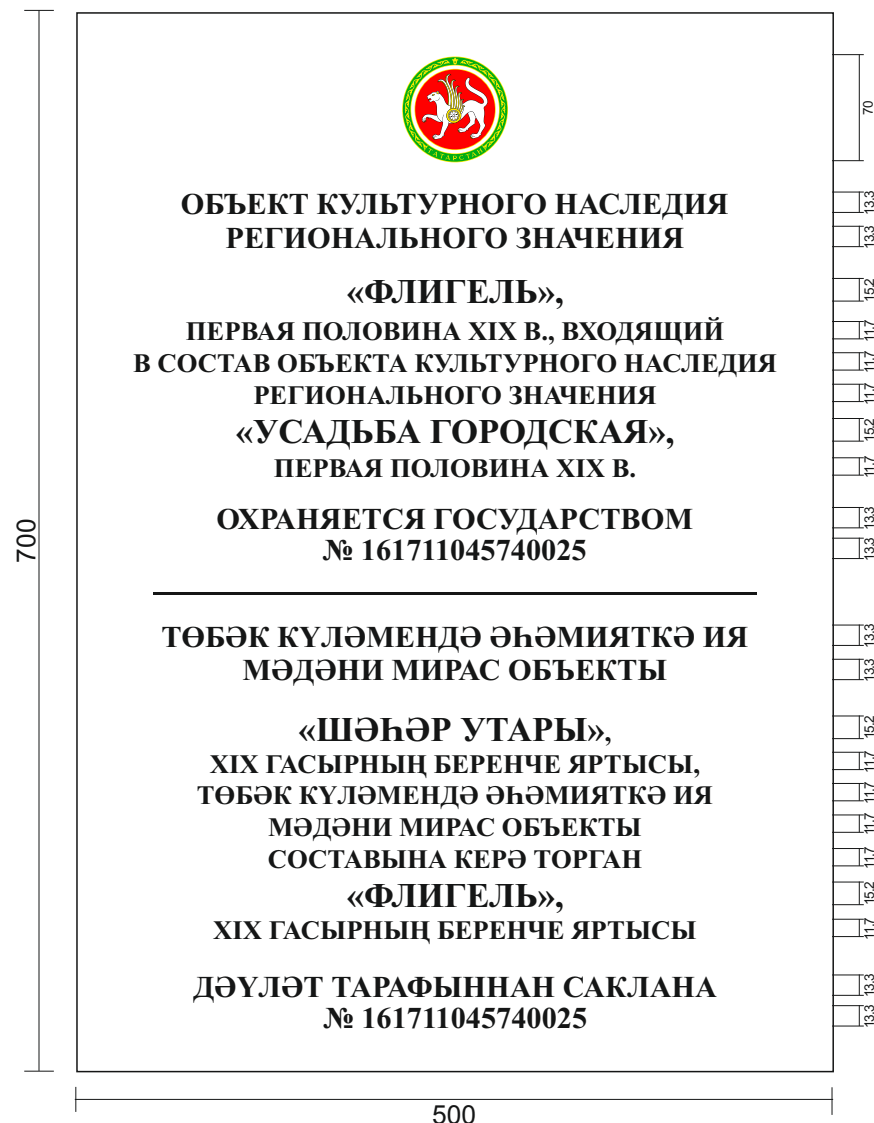 ТАТАРСТАН
70
ОБЪЕКТ КУЛЬТУРНОГО НАСЛЕДИЯ
13.3
РЕГИОНАЛЬНОГО ЗНАЧЕНИЯ
13.3
«ФЛИГЕЛЬ»,
15.2
ПЕРВАЯ ПОЛОВИНА XIX В., ВХОДЯЩИЙ
11.7
В СОСТАВ ОБЪЕКТА КУЛЬТУРНОГО НАСЛЕДИЯ
11.7
РЕГИОНАЛЬНОГО ЗНАЧЕНИЯ
11.7
«УСАДЬБА ГОРОДСКАЯ»,
15.2
ПЕРВАЯ ПОЛОВИНА XIX В.
11.7
ОХРАНЯЕТСЯ ГОСУДАРСТВОМ
13.3
№ 161711045740025
13.3
700
ТӨБӘК КҮЛӘМЕНДӘ ӘҺӘМИЯТКӘ ИЯ
13.3
МӘДӘНИ МИРАС ОБЪЕКТЫ
13.3
«ШӘҺӘР УТАРЫ»,
15.2
XIX ГАСЫРНЫҢ БЕРЕНЧЕ ЯРТЫСЫ,
11.7
ТӨБӘК КҮЛӘМЕНДӘ ӘҺӘМИЯТКӘ ИЯ
11.7
МӘДӘНИ МИРАС ОБЪЕКТЫ
11.7
СОСТАВЫНА КЕРӘ ТОРГАН
11.7
«ФЛИГЕЛЬ»,
15.2
XIX ГАСЫРНЫҢ БЕРЕНЧЕ ЯРТЫСЫ
11.7
ДӘҮЛӘТ ТАРАФЫННАН САКЛАНА
13.3
№ 161711045740025
13.3
500